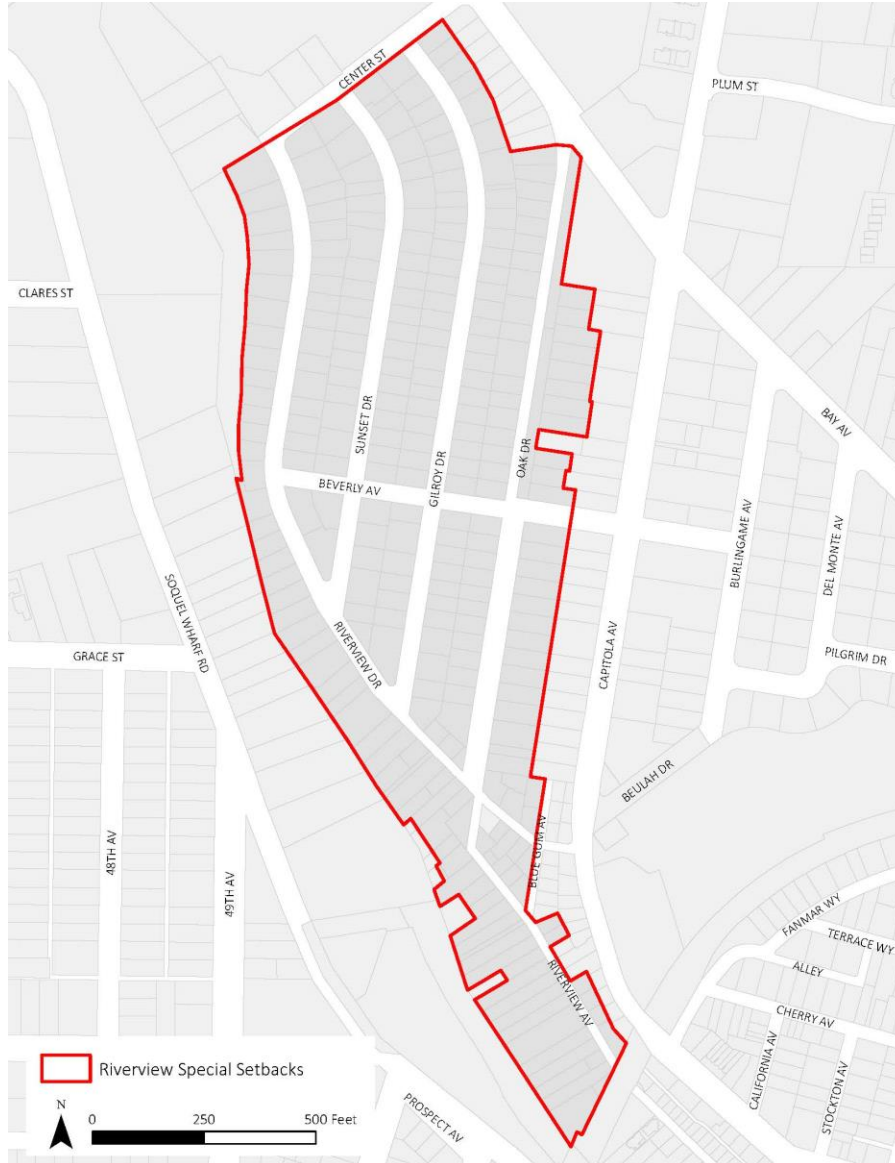 CENTER ST
PLUM ST
CLARES ST
SUNSET DR
GILROY DR
OAK DR
BAY AV
BEVERLY AV
BURLINGAME AV
DEL MONTE AV
SOQUEL WHARF RD
RIVERVIEW DR
CAPITOLA AV
PILGRIM DR
GRACE ST
BEULAH DR
48TH AV
49TH AV
BLUE GUM AV
FANMAR WY
TERRACE WY
ALLEY
RIVERVIEW AV
CHERRY AV
CALIFORNIA AV
STOCKTON AV
PROSPECT AV
Riverview Special Setbacks
N
0 250 500 Feet